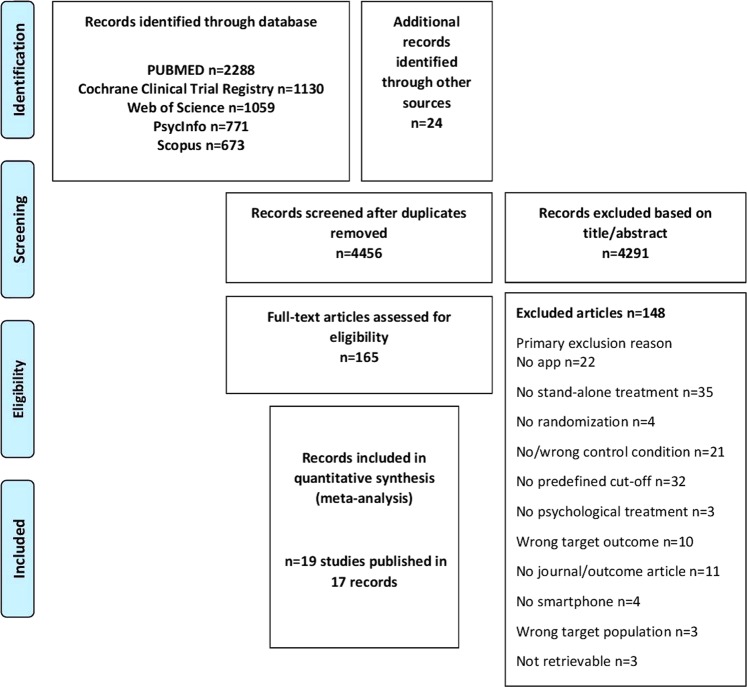 Identification
Records identified through database
PUBMED n=2288
Cochrane Clinical Trial Registry n=1130
Web of Science n=1059
PsycInfo n=771
Scopus n=673
Additional
records
identified
through other
sources
n=24
Screening
Records screened after duplicates
removed
n=4456
Records excluded based on
title/abstract
n=4291
Eligibility
Full-text articles assessed for
eligibility
n=165
Excluded articles n=148
Primary exclusion reason
No app n=22
No stand-alone treatment n=35
No randomization n=4
No/wrong control condition n=21
No predefined cut-off n=32
No psychological treatment n=3
Wrong target outcome n=10
No journal/outcome article n=11
No smartphone n=4
Wrong target population n=3
Not retrievable n=3
Included
Records included in
quantitative synthesis
(meta-analysis)
n=19 studies published in
17 records